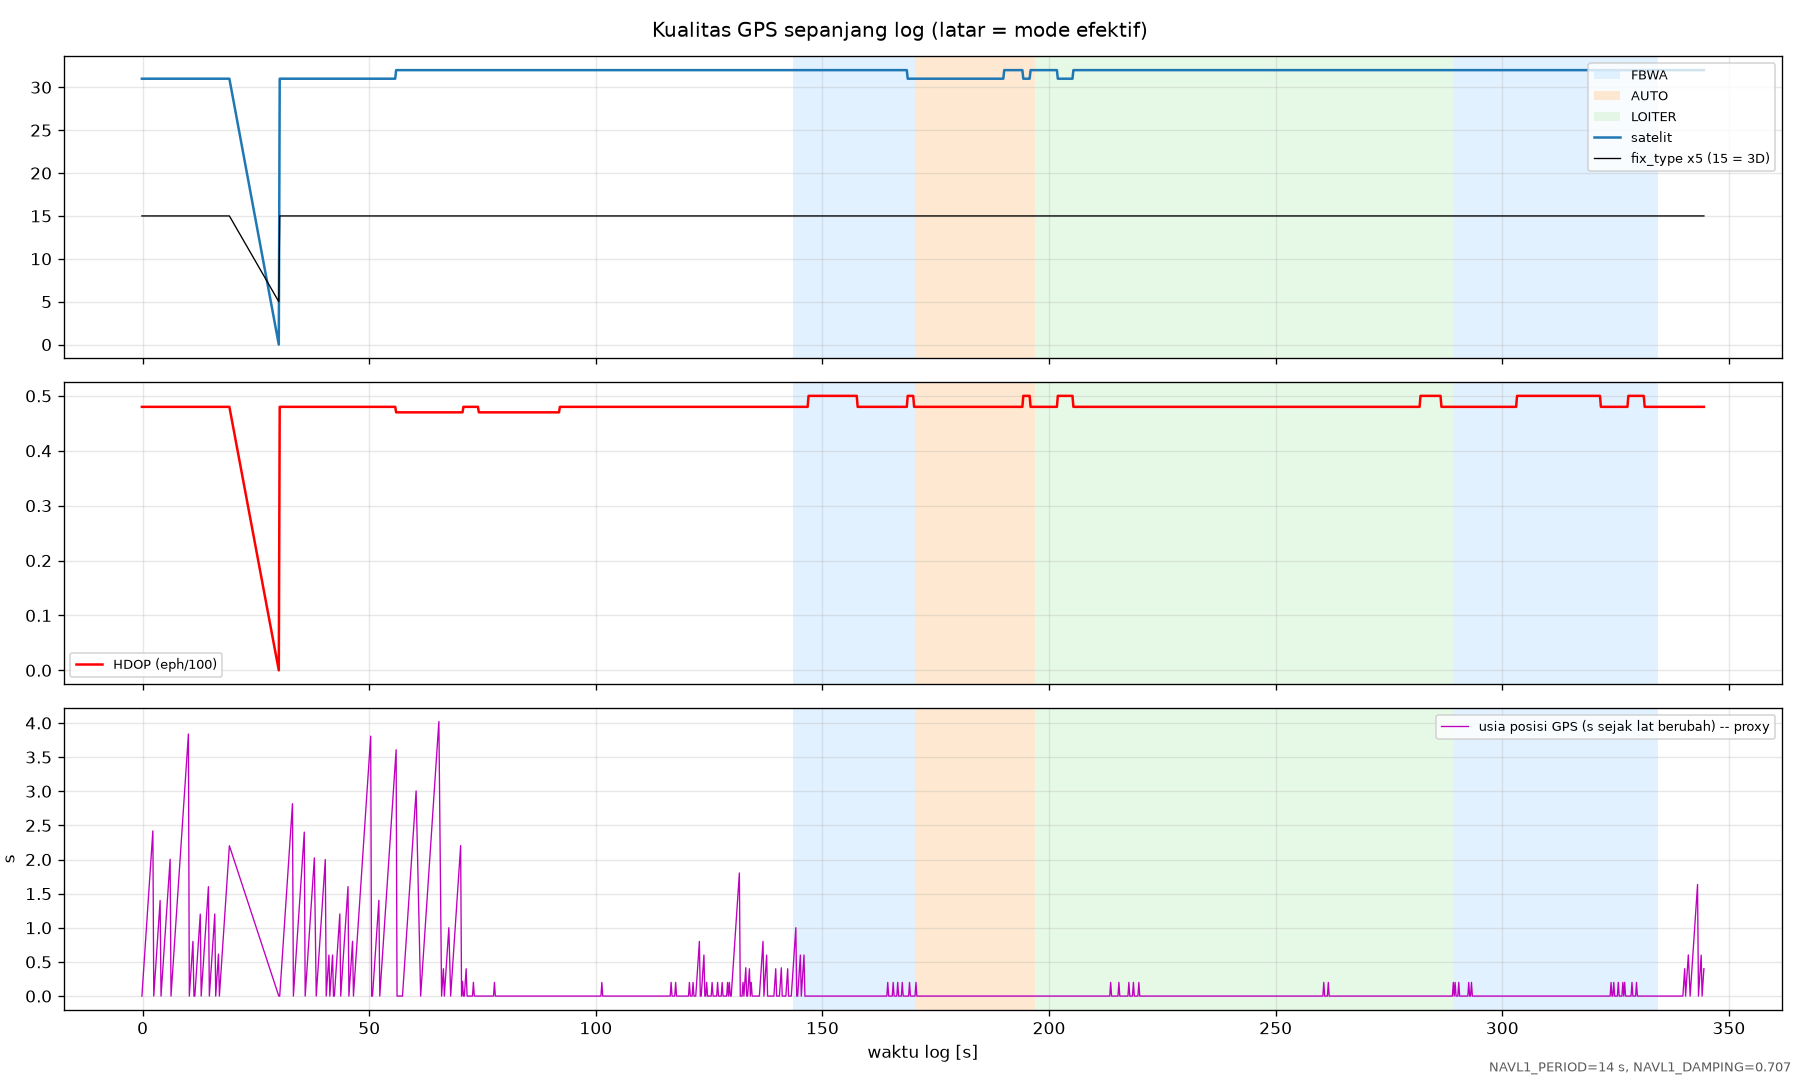 Kualitas GPS sepanjang log (latar = mode efektif)
30
25
20
15
10
5
0
FBWA
AUTO
LOITER
satelit
fix_type x5 (15 = 3D)
0.5
0.4
0.3
0.2
0.1
0.0
HDOP (eph/100)
4.0
3.5
3.0
2.5
2.0
1.5
1.0
0.5
0.0
s
usia posisi GPS (s sejak lat berubah) -- proxy
0 50 100 150 200 250 300 350
waktu log [s]
NAVL1_PERIOD=14 s, NAVL1_DAMPING=0.707